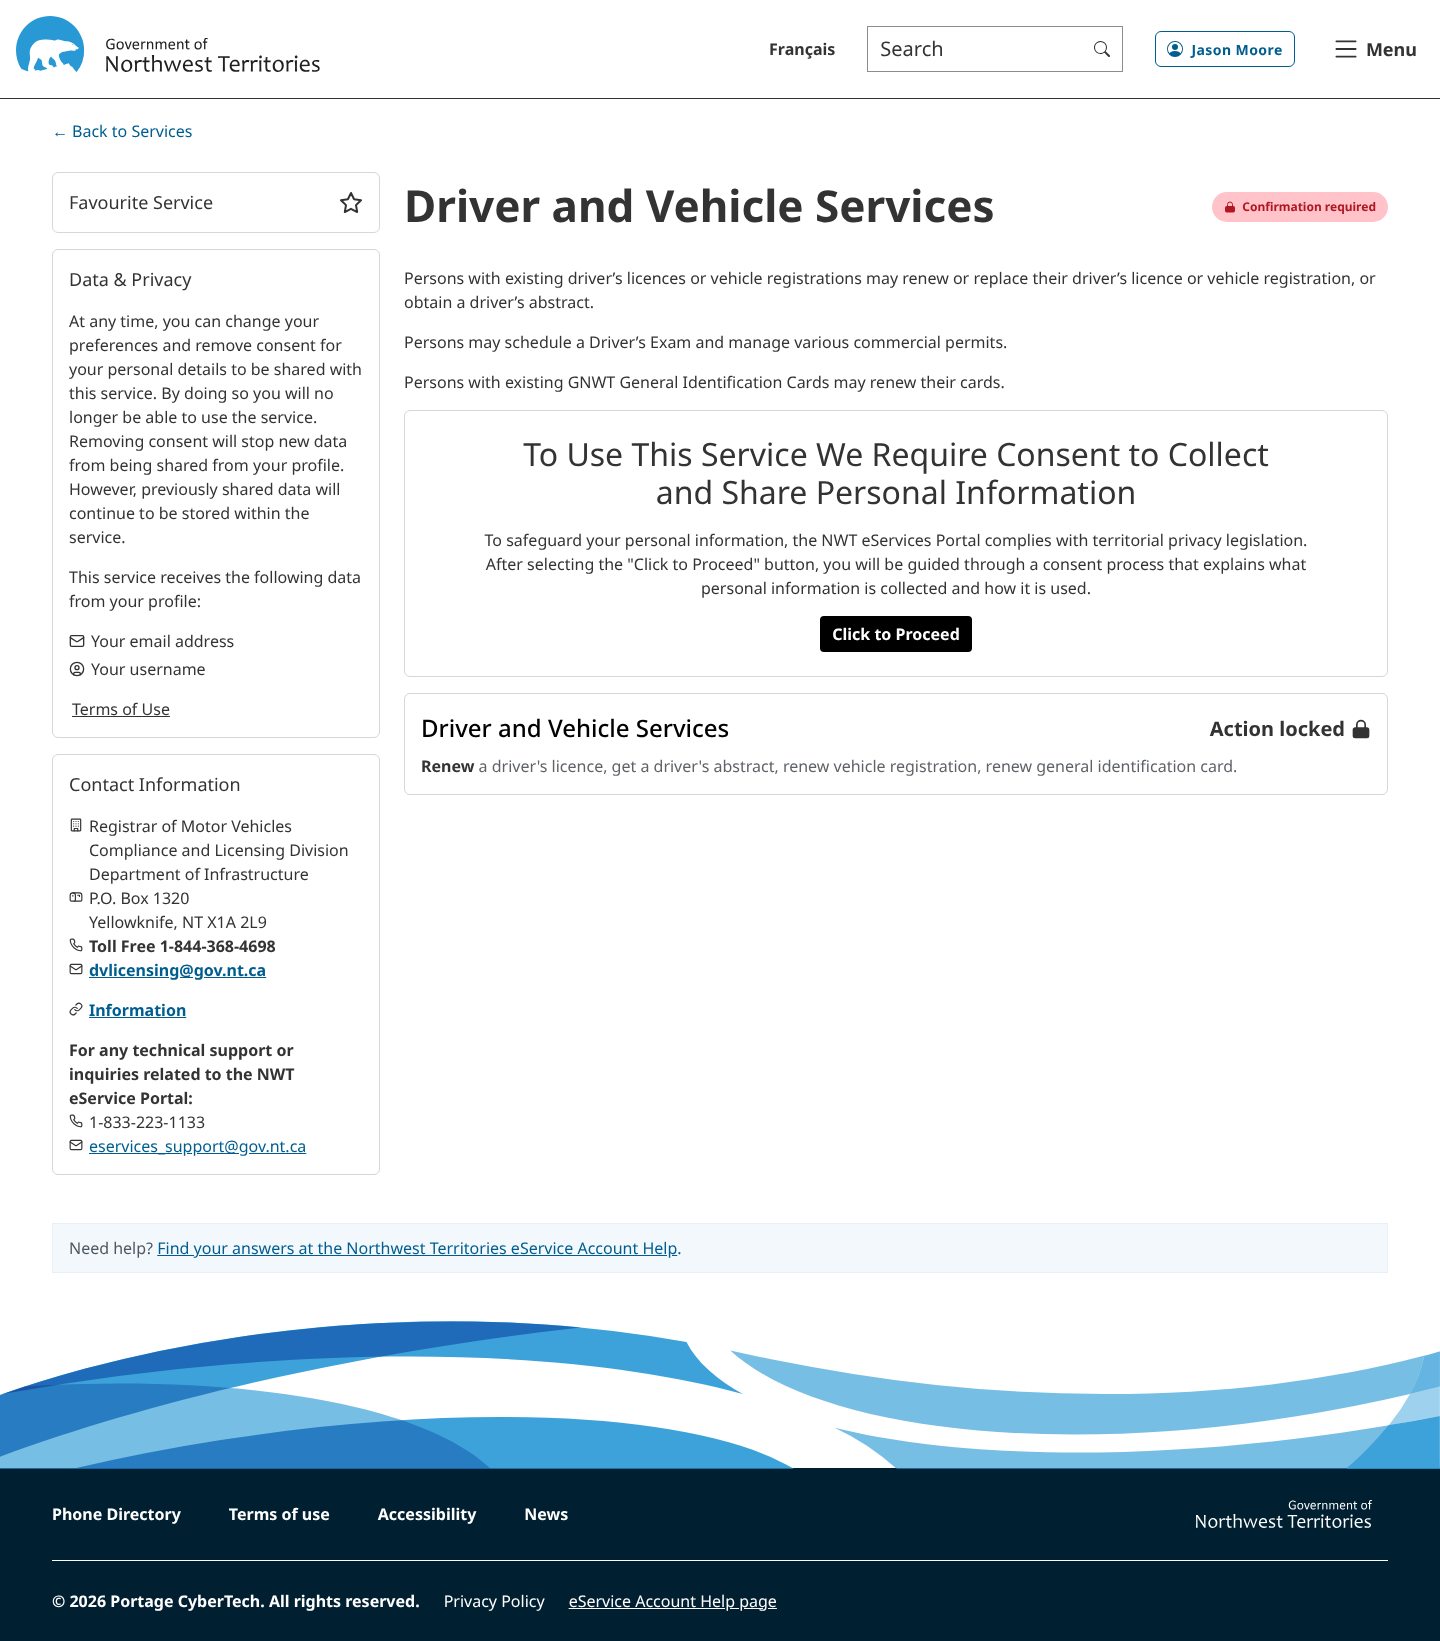 Government of
Northwest Territories
Français
Search
Jason Moore
Menu
← Back to Services
Favourite Service
Data & Privacy
At any time, you can change your
preferences and remove consent for
your personal details to be shared with
this service. By doing so you will no
longer be able to use the service.
Removing consent will stop new data
from being shared from your profile.
However, previously shared data will
continue to be stored within the
service.
This service receives the following data
from your profile:
Your email address
Your username
Terms of Use
Contact Information
Registrar of Motor Vehicles
Compliance and Licensing Division
Department of Infrastructure
P.O. Box 1320
Yellowknife, NT X1A 2L9
Toll Free 1-844-368-4698
dvlicensing@gov.nt.ca
Information
For any technical support or
inquiries related to the NWT
eService Portal:
1-833-223-1133
eservices_support@gov.nt.ca
Driver and Vehicle Services
Confirmation required
Persons with existing driver’s licences or vehicle registrations may renew or replace their driver’s licence or vehicle registration, or
obtain a driver’s abstract.
Persons may schedule a Driver’s Exam and manage various commercial permits.
Persons with existing GNWT General Identification Cards may renew their cards.
To Use This Service We Require Consent to Collect
and Share Personal Information
To safeguard your personal information, the NWT eServices Portal complies with territorial privacy legislation.
After selecting the "Click to Proceed" button, you will be guided through a consent process that explains what
personal information is collected and how it is used.
Click to Proceed
Driver and Vehicle Services
Action locked
Renew a driver's licence, get a driver's abstract, renew vehicle registration, renew general identification card.
Need help? Find your answers at the Northwest Territories eService Account Help.
Phone Directory
Terms of use
Accessibility
News
Government of
Northwest Territories
© 2026 Portage CyberTech. All rights reserved.
Privacy Policy
eService Account Help page